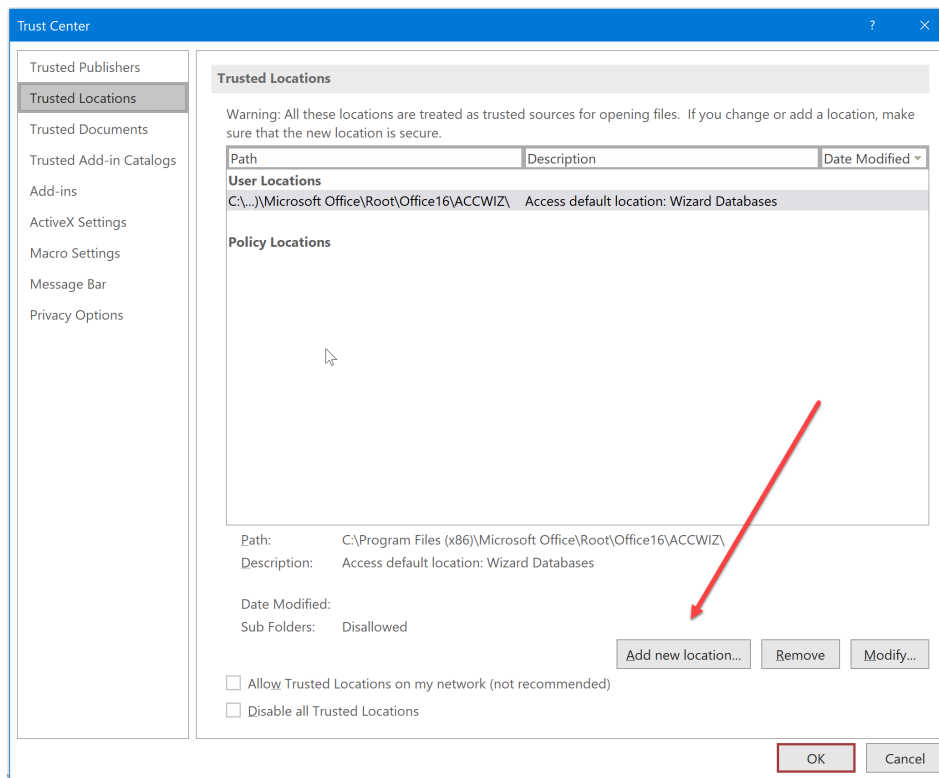 Trust Center
?
Trusted Publishers
Trusted Locations
Trusted Documents
Trusted Add-in Catalogs
Add-ins
ActiveX Settings
Macro Settings
Message Bar
Privacy Options
Trusted Locations
Warning: All these locations are treated as trusted sources for opening files. If you change or add a location, make
sure that the new location is secure.
Path Description Date Modified
User Locations
C:\...)\Microsoft Office\Root\Office16\ACCWIZ\ Access default location: Wizard Databases
Policy Locations
Path: C:\Program Files (x86)\Microsoft Office\Root\Office16\ACCWIZ\
Description: Access default location: Wizard Databases
Date Modified:
Sub Folders: Disallowed
Add new location... Remove Modify...
Allow Trusted Locations on my network (not recommended)
Disable all Trusted Locations
OK Cancel